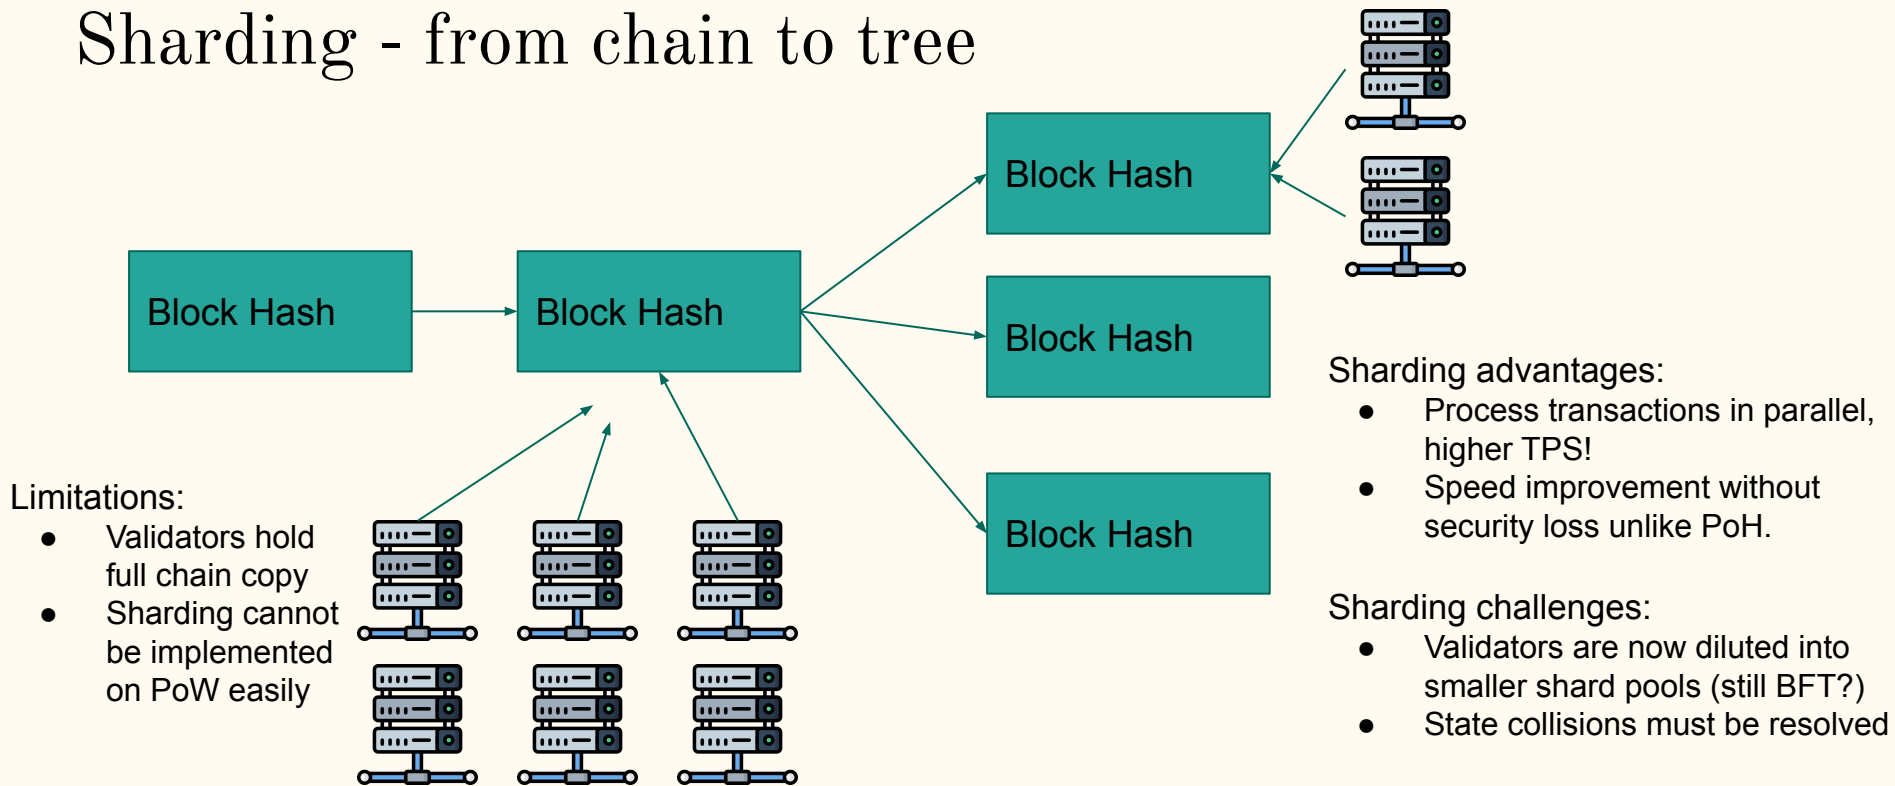 Sharding - from chain to tree
Block Hash
Block Hash
Block Hash
Block Hash
Block Hash
Limitations:
● Validators hold
full chain copy
● Sharding cannot
be implemented
on PoW easily
Sharding advantages:
● Process transactions in parallel,
higher TPS!
● Speed improvement without
security loss unlike PoH.
Sharding challenges:
● Validators are now diluted into
smaller shard pools (still BFT?)
● State collisions must be resolved